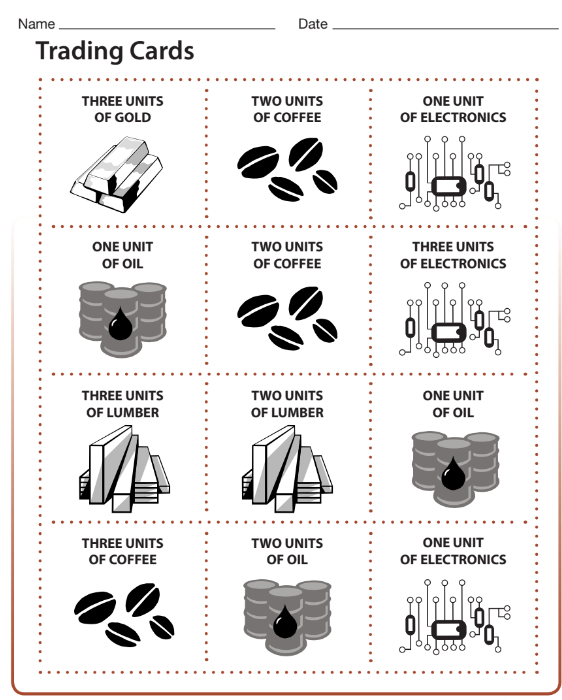 Name Date
Trading Cards
THREE UNITS
OF GOLD
TWO UNITS
OF COFFEE
ONE UNIT
OF ELECTRONICS
ONE UNIT
OF OIL
TWO UNITS
OF COFFEE
THREE UNITS
OF ELECTRONICS
THREE UNITS
OF LUMBER
TWO UNITS
OF LUMBER
ONE UNIT
OF OIL
THREE UNITS
OF COFFEE
TWO UNITS
OF OIL
ONE UNIT
OF ELECTRONICS